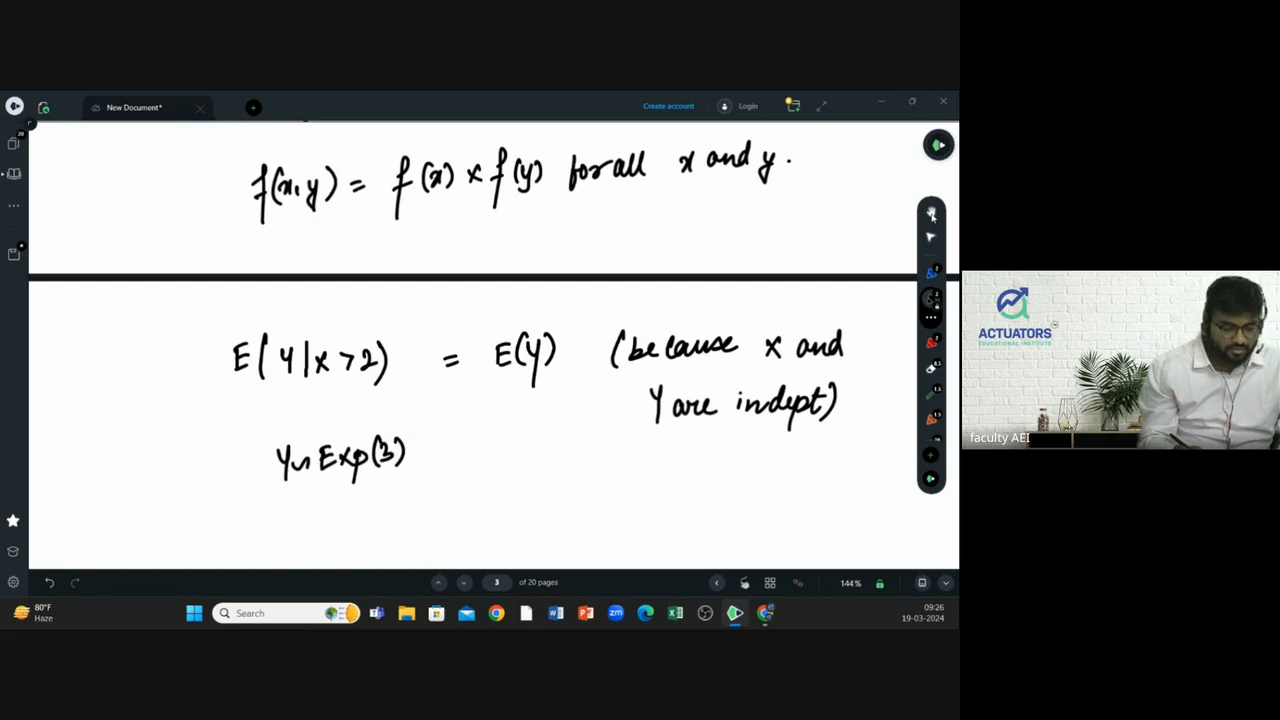 New Document*
Create account
Login
20
f(x,y) = f(x) × f(y) for all x and y.
E(Y|X>2) = E(Y) (because X and
Y are indept)
Y~Exp(3)
ACTUATORS
EDUCATIONAL INSTITUTE
faculty AEI
3 of 20 pages
144%
80°F
Haze
Search
09:26
19-03-2024